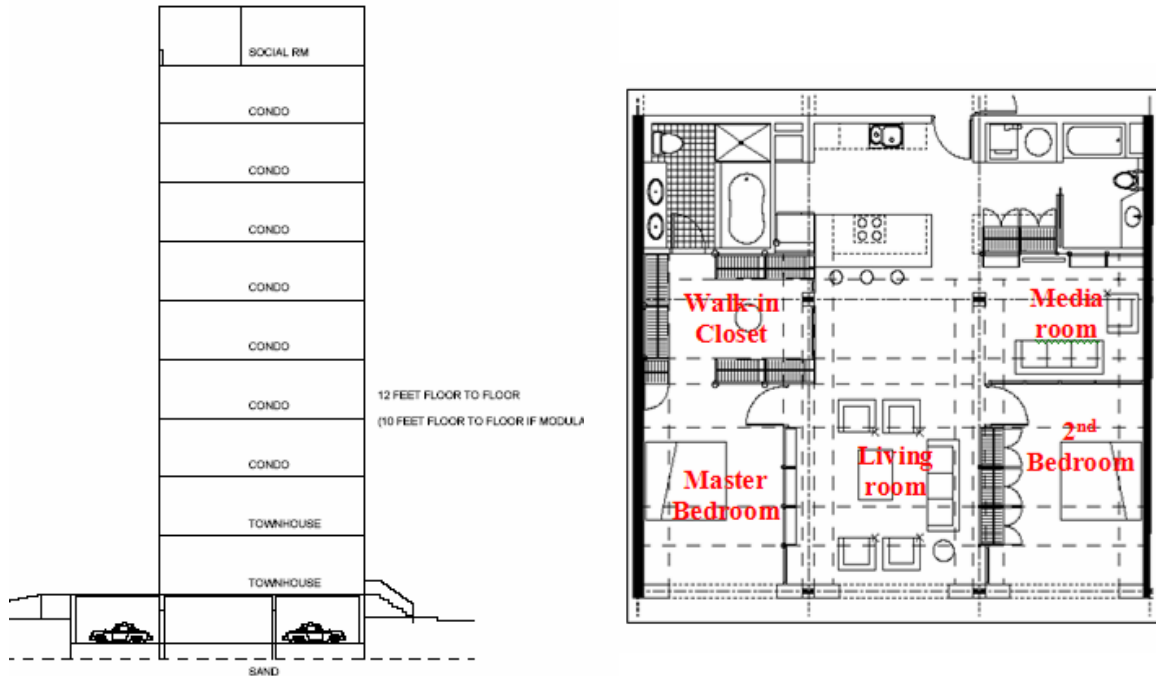 SOCIAL RM
CONDO
CONDO
CONDO
CONDO
CONDO
CONDO
CONDO
TOWNHOUSE
TOWNHOUSE
SAND
12 FEET FLOOR TO FLOOR
(10 FEET FLOOR TO FLOOR IF MODULA
Walk-in
Closet
Media
room
Master
Bedroom
Living
room
2nd
Bedroom